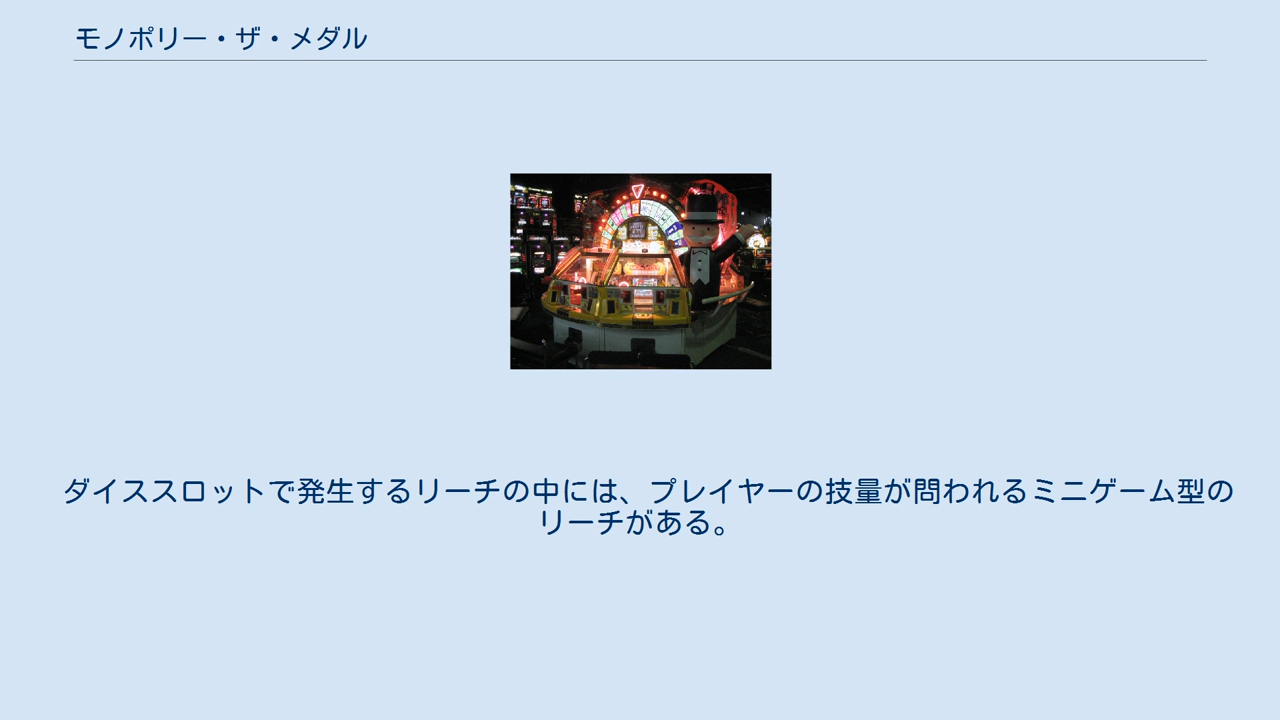 モノポリー・ザ・メダル
ダイススロットで発生するリーチの中には、プレイヤーの技量が問われるミニゲーム型の
リーチがある。